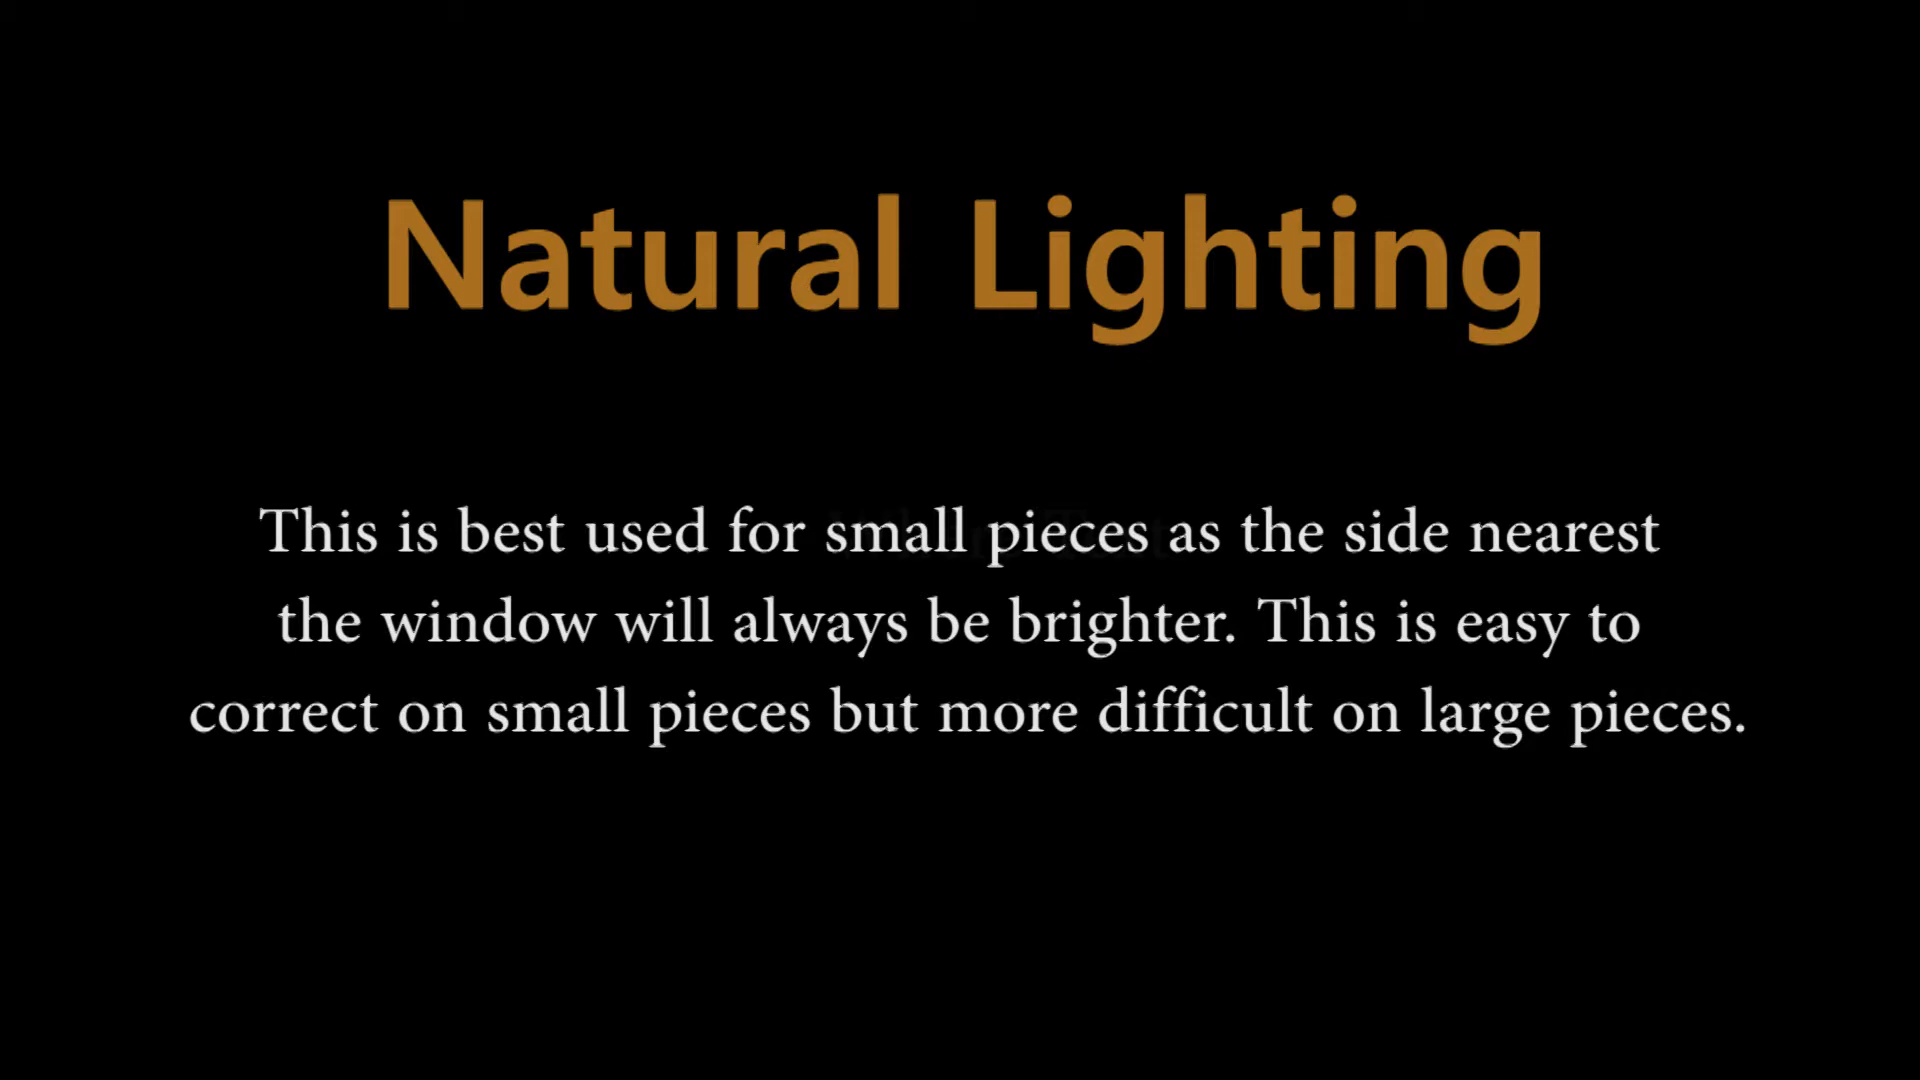 Natural Lighting
This is best used for small pieces as the side nearest
the window will always be brighter. This is easy to
correct on small pieces but more difficult on large pieces.